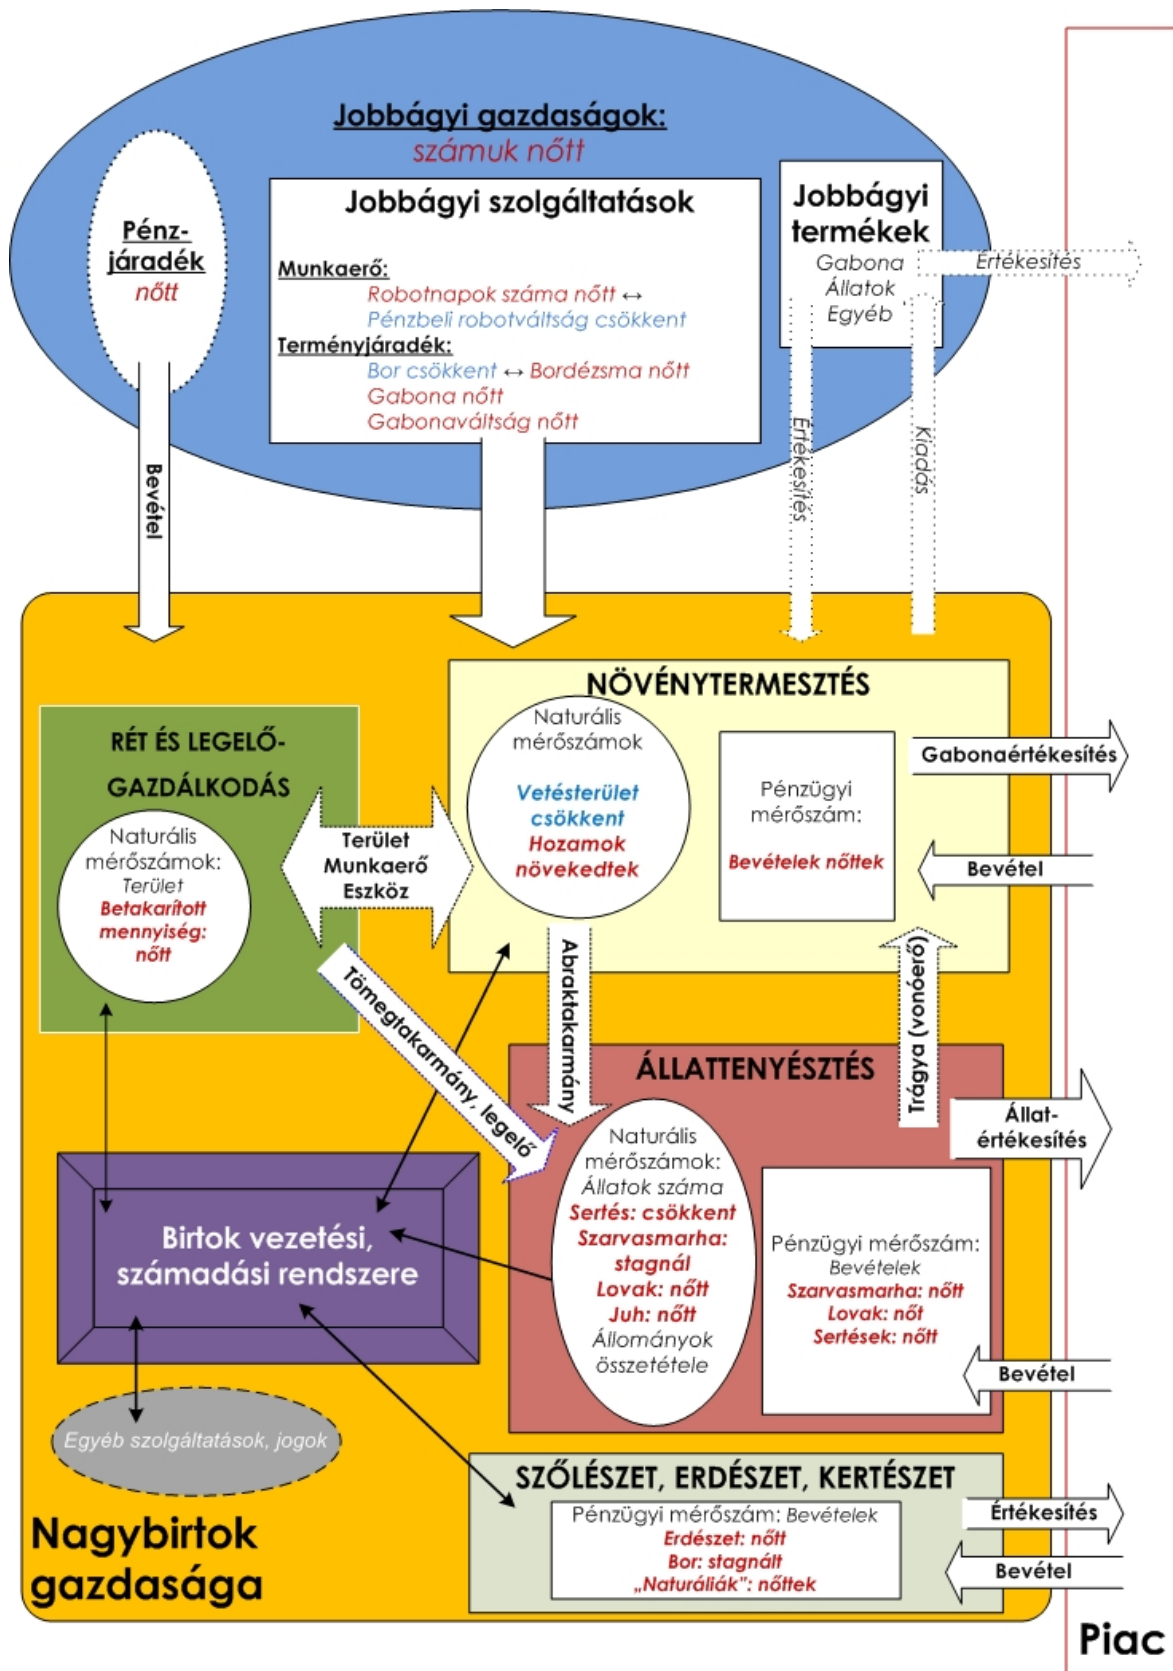 Jobbágyi gazdaságok:
számuk nőtt
Pénz-
járadék
nőtt
Jobbágyi szolgáltatások
Munkaerő:
Robotnapok száma nőtt ↔
Pénzbeli robotváltság csökkent
Terményjáradék:
Bor csökkent ↔ Bordézsma nőtt
Gabona nőtt
Gabonaváltság nőtt
Jobbágyi
termékek
Gabona
Állatok
Egyéb
Értékesítés
Bevétel
Értékesítés
Kiadás
NÖVÉNYTERMESZTÉS
Naturális
mérőszámok
Vetésterület
csökkent
Hozamok
növekedtek
Pénzügyi
mérőszám:
Bevételek nőttek
Gabonaértékesítés
Bevétel
RÉT ÉS LEGELŐ-
GAZDÁLKODÁS
Naturális
mérőszámok:
Terület
Betakarított
mennyiség:
nőtt
Terület
Munkaerő
Eszköz
Tömegtakarmány, legelő
Abraktakarmány
Trágya (vonóerő)
ÁLLATTENYÉSZTÉS
Naturális
mérőszámok:
Állatok száma
Sertés: csökkent
Szarvasmarha:
stagnál
Lovak: nőtt
Juh: nőtt
Állományok
összetétele
Pénzügyi mérőszám:
Bevételek
Szarvasmarha: nőtt
Lovak: nőt
Sertések: nőtt
Állat-
értékesítés
Bevétel
Birtok vezetési,
számadási rendszere
Egyéb szolgáltatások, jogok
SZŐLÉSZET, ERDÉSZET, KERTÉSZET
Pénzügyi mérőszám: Bevételek
Erdészet: nőtt
Bor: stagnált
„Naturáliák”: nőttek
Értékesítés
Bevétel
Nagybirtok
gazdasága
Piac